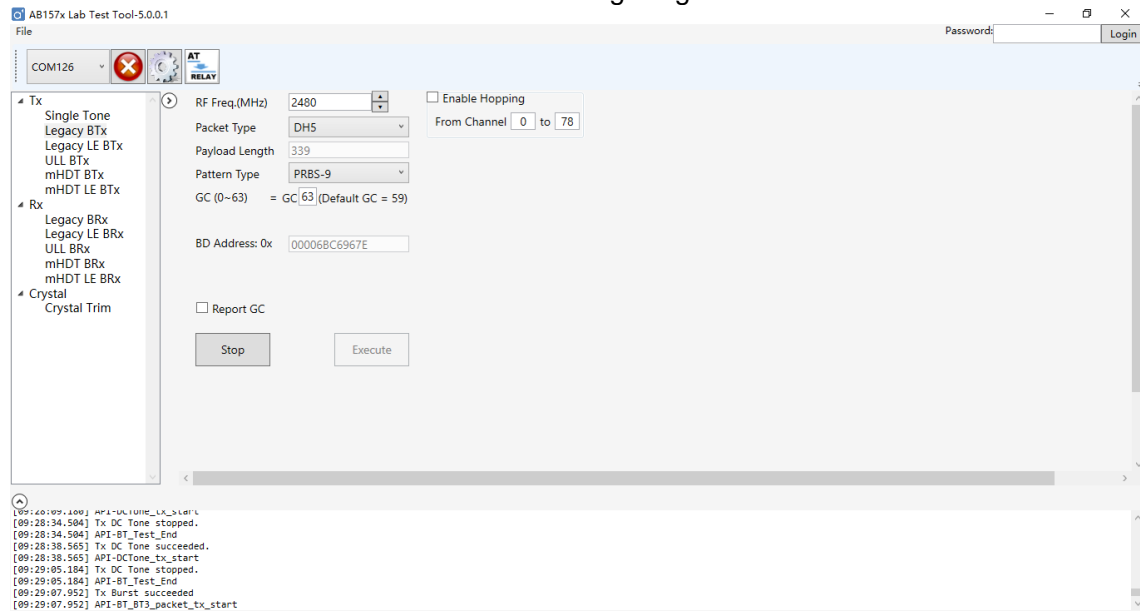 AB157x Lab Test Tool-5.0.0.1
File
Password:
Login
COM126
AT
RELAY
Tx
Single Tone
Legacy BTx
Legacy LE BTx
ULL BTx
mHDT BTx
mHDT LE BTx
Rx
Legacy BRx
Legacy LE BRx
ULL BRx
mHDT BRx
mHDT LE BRx
Crystal
Crystal Trim
RF Freq.(MHz) 2480
Packet Type DH5
Payload Length 339
Pattern Type PRBS-9
GC (0~63) = GC 63 (Default GC = 59)
BD Address: 0x 00006BC6967E
Report GC
Stop Execute
Enable Hopping
From Channel 0 to 78
[09:28:09.180] API-DCTone_tx_start
[09:28:34.504] Tx DC Tone stopped.
[09:28:34.504] API-BT_Test_End
[09:28:38.565] Tx DC Tone succeeded.
[09:28:38.565] API-DCTone_tx_start
[09:29:05.184] Tx DC Tone stopped.
[09:29:05.184] API-BT_Test_End
[09:29:07.952] Tx Burst succeeded
[09:29:07.952] API-BT_BT3_packet_tx_start